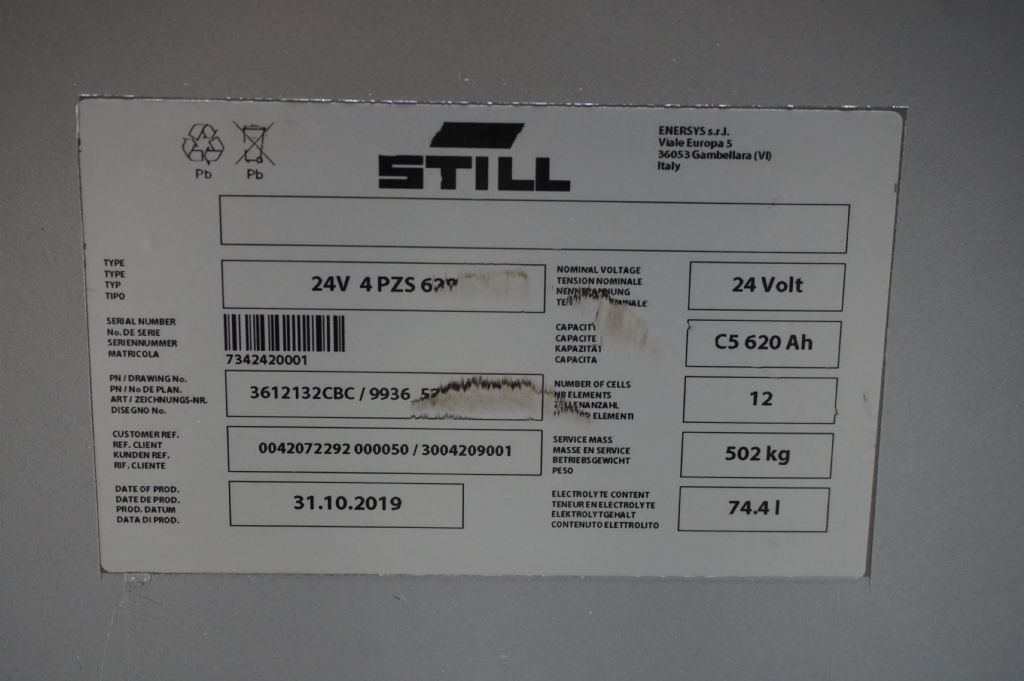 Pb
Pb
STILL
ENERSYS s.r.l.
Viale Europa 5
36053 Gambellara (VI)
Italy
TYPE
TYPE
TYP
TIPO
24V 4 PZS
NOMINAL VOLTAGE
TENSION NOMINALE
24 Volt
SERIAL NUMBER
No. DE SERIE
SERIENNUMMER
MATRICOLA
7342420001
CAPACITY
CAPACITE
KAPAZITÄT
CAPACITA
C5 620 Ah
PN / DRAWING No.
PN / No DE PLAN.
ART / ZEICHNUNGS-NR.
DISEGNO No.
3612132CBC / 9936
NUMBER OF CELLS
NB ELEMENTS
ELEMENTI
12
CUSTOMER REF.
REF. CLIENT
KUNDEN REF.
RIF. CLIENTE
0042072292 000050 / 3004209001
SERVICE MASS
MASSE EN SERVICE
BETRIEBSGEWICHT
PESO
502 kg
DATE OF PROD.
DATE DE PROD.
PROD. DATUM
DATA DI PROD.
31.10.2019
ELECTROLYTE CONTENT
TENEUR EN ELECTROLYTE
ELEKTROLYTGEHALT
CONTENUTO ELETTROLITO
74.4 l